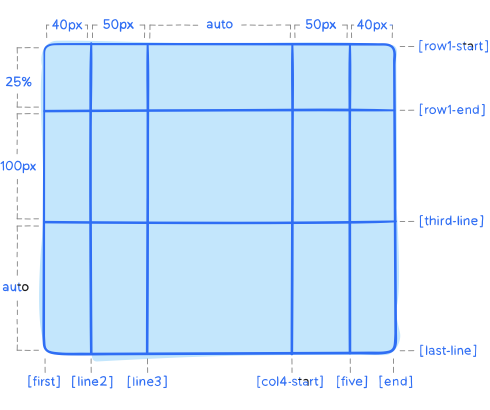 40px 50px auto 50px 40px
[row1-start]
25%
[row1-end]
100px
[third-line]
auto
[last-line]
[first] [line2] [line3] [col4-start] [five] [end]